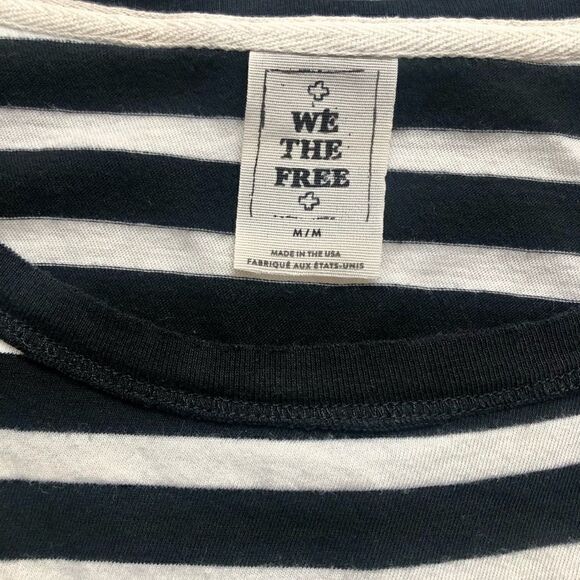 WE
THE
FREE
M / M
MADE IN THE USA
FABRIQUÉ AUX ÉTATS-UNIS